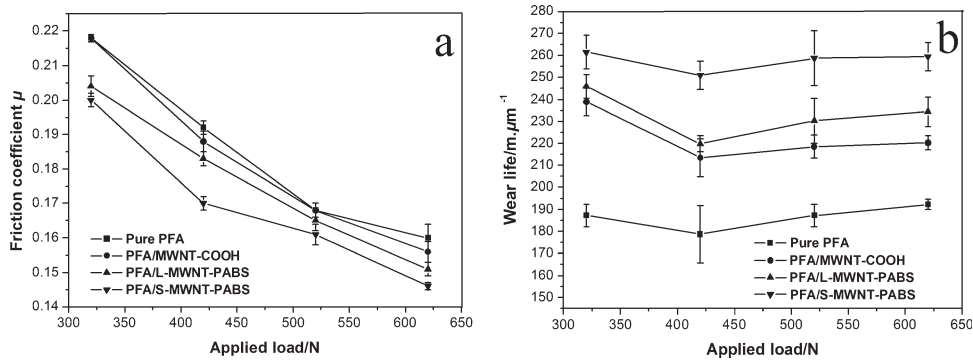 a
Friction coefficient μ
0.22
0.21
0.20
0.19
0.18
0.17
0.16
0.15
0.14
Pure PFA
PFA/MWNT-COOH
PFA/L-MWNT-PABS
PFA/S-MWNT-PABS
300 350 400 450 500 550 600 650
Applied load/N
b
Wear life/m.μm⁻¹
280
270
260
250
240
230
220
210
200
190
180
170
160
150
Pure PFA
PFA/MWNT-COOH
PFA/L-MWNT-PABS
PFA/S-MWNT-PABS
300 350 400 450 500 550 600 650
Applied load/N